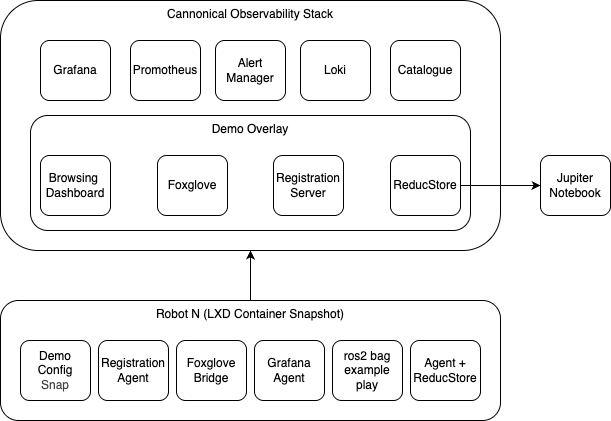 Cannonical Observability Stack
Grafana
Promotheus
Alert
Manager
Loki
Catalogue
Demo Overlay
Browsing
Dashboard
Foxglove
Registration
Server
ReducStore
Jupiter
Notebook
Robot N (LXD Container Snapshot)
Demo
Config
Snap
Registration
Agent
Foxglove
Bridge
Grafana
Agent
ros2 bag
example
play
Agent +
ReducStore